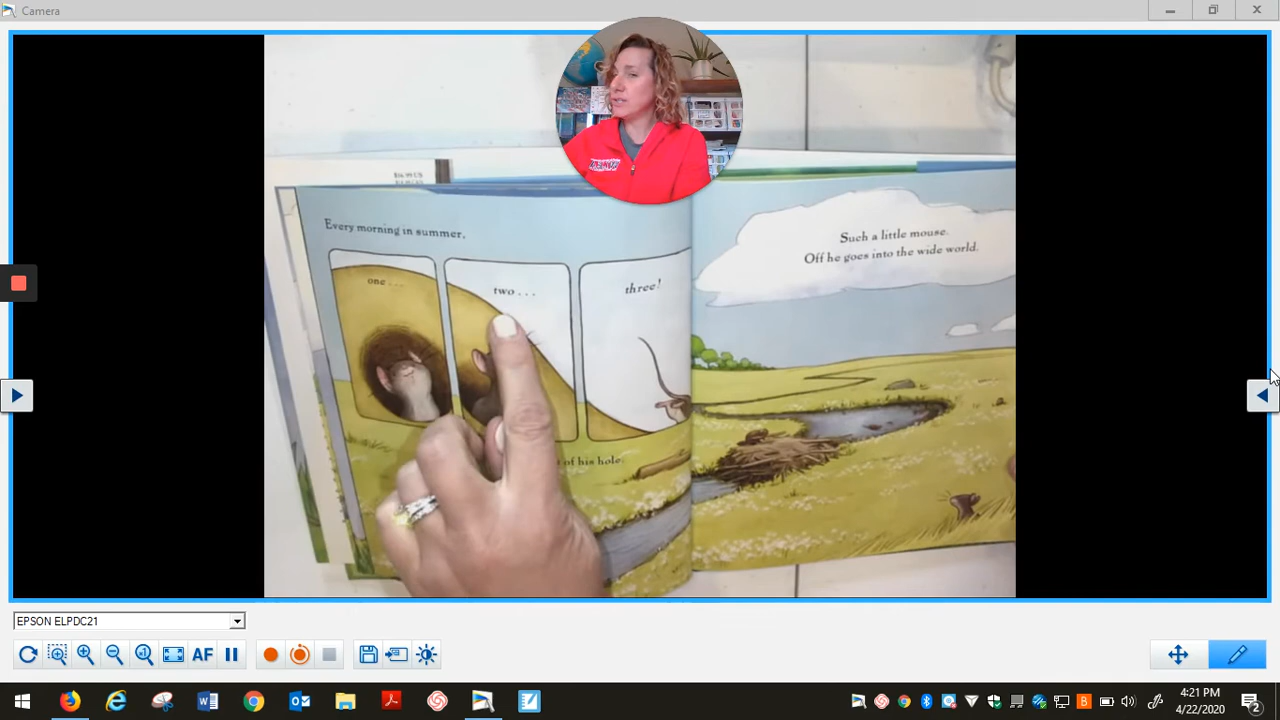 Camera
Every morning in summer,
one . . .
two . . .
three!
of his hole.
Such a little mouse.
Off he goes into the wide world.
EPSON ELPDC21
AF
4:21 PM
4/22/2020
2